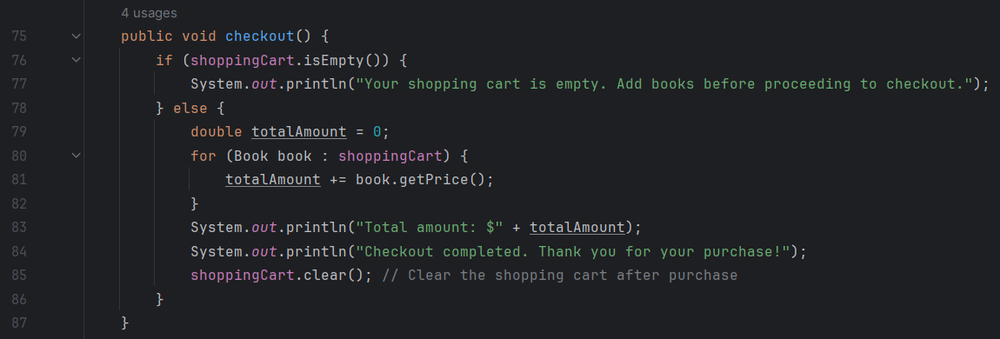 4 usages
75 public void checkout() {
76 if (shoppingCart.isEmpty()) {
77 System.out.println("Your shopping cart is empty. Add books before proceeding to checkout.");
78 } else {
79 double totalAmount = 0;
80 for (Book book : shoppingCart) {
81 totalAmount += book.getPrice();
82 }
83 System.out.println("Total amount: $" + totalAmount);
84 System.out.println("Checkout completed. Thank you for your purchase!");
85 shoppingCart.clear(); // Clear the shopping cart after purchase
86 }
87 }